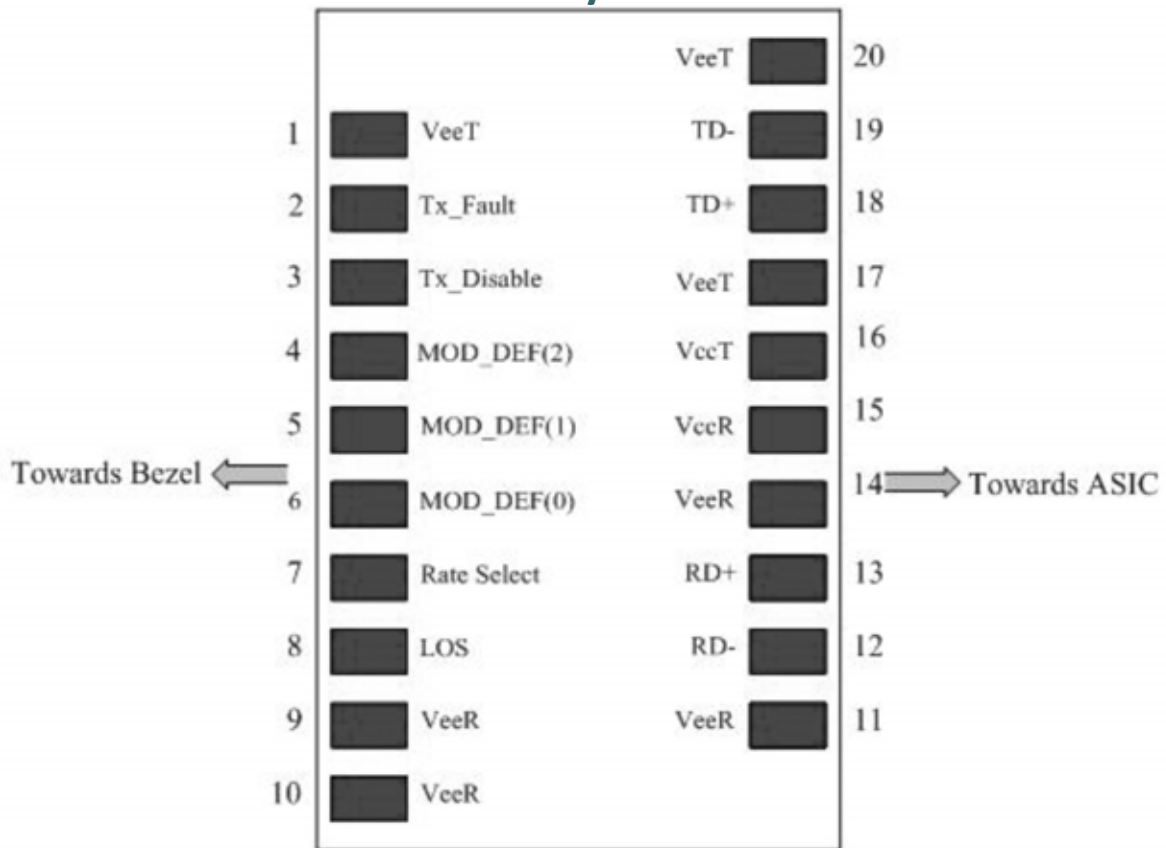 VeeT 20
1 VeeT TD- 19
2 Tx_Fault TD+ 18
3 Tx_Disable VeeT 17
4 MOD_DEF(2) VccT 16
5 MOD_DEF(1) VccR 15
Towards Bezel 6 MOD_DEF(0) VeeR 14 Towards ASIC
7 Rate Select RD+ 13
8 LOS RD- 12
9 VeeR VeeR 11
10 VeeR